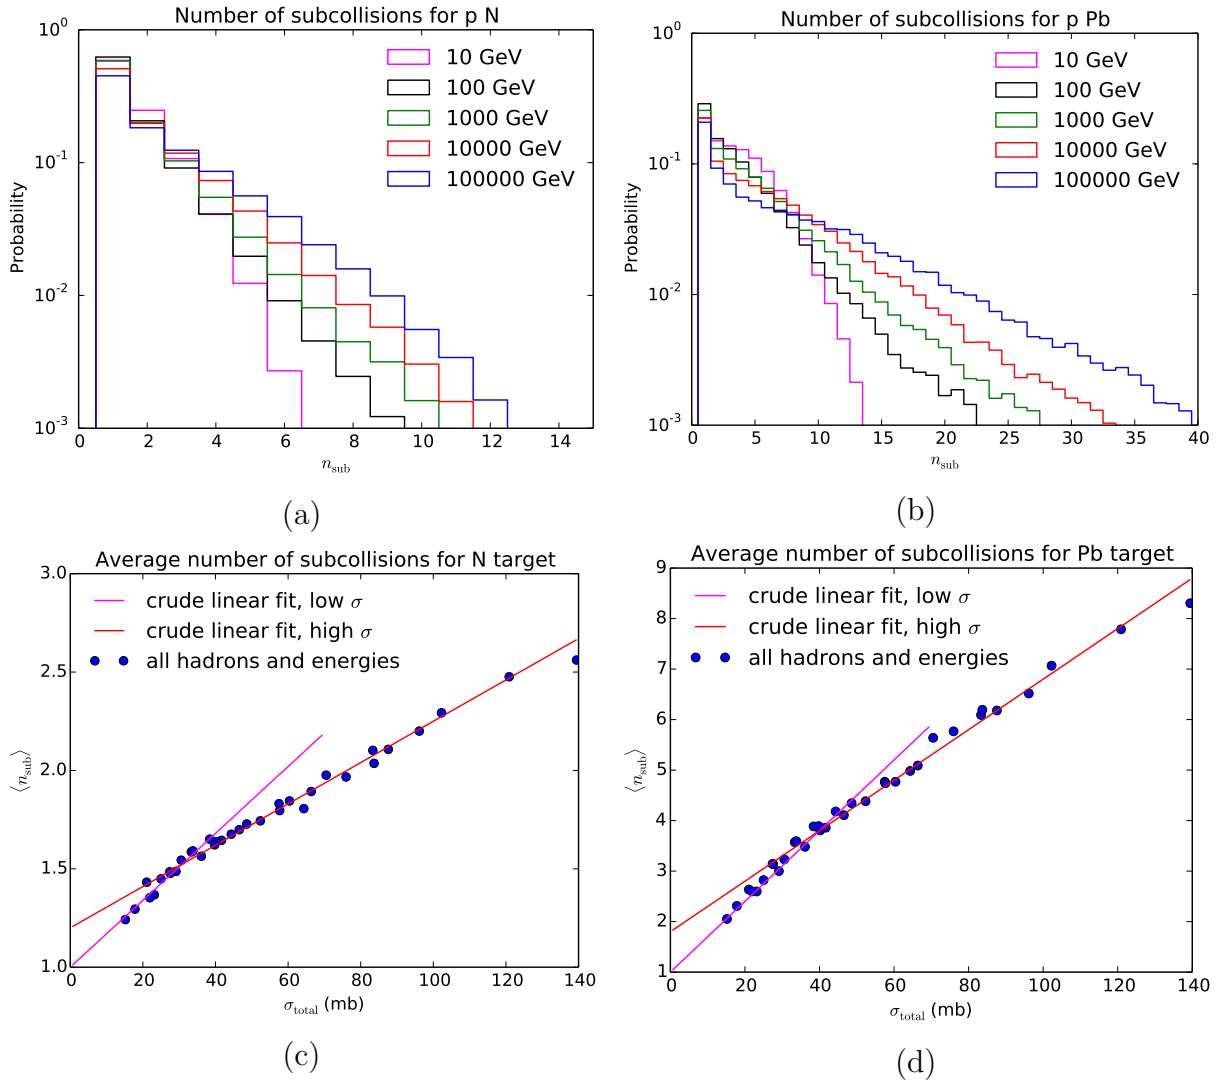 Number of subcollisions for p N
10⁰
10⁻¹
10⁻²
10⁻³
Probability
10 GeV
100 GeV
1000 GeV
10000 GeV
100000 GeV
0 2 4 6 8 10 12 14
n_sub
(a)
Number of subcollisions for p Pb
10⁰
10⁻¹
10⁻²
10⁻³
Probability
10 GeV
100 GeV
1000 GeV
10000 GeV
100000 GeV
0 5 10 15 20 25 30 35 40
n_sub
(b)
Average number of subcollisions for N target
3.0
2.5
2.0
1.5
1.0
⟨n_sub⟩
crude linear fit, low σ
crude linear fit, high σ
all hadrons and energies
0 20 40 60 80 100 120 140
σ_total (mb)
(c)
Average number of subcollisions for Pb target
9
8
7
6
5
4
3
2
1
⟨n_sub⟩
crude linear fit, low σ
crude linear fit, high σ
all hadrons and energies
0 20 40 60 80 100 120 140
σ_total (mb)
(d)